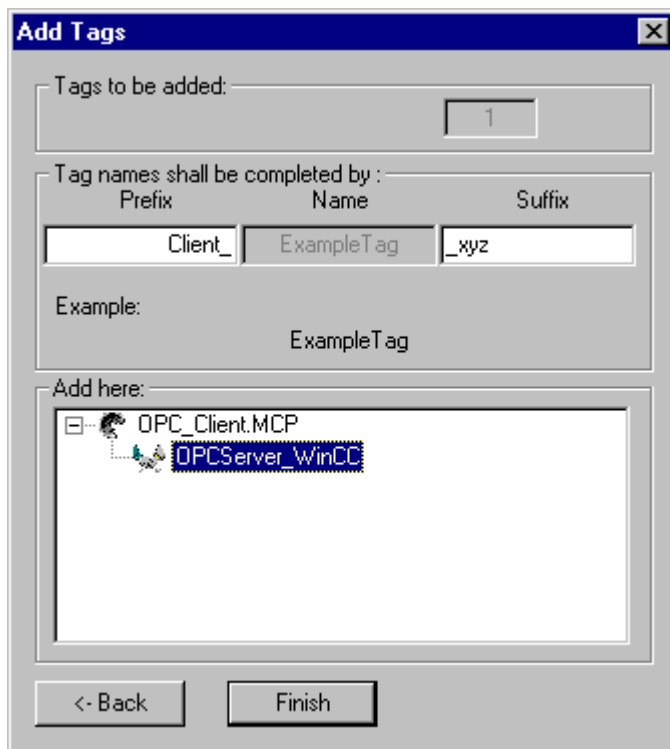 Add Tags
Tags to be added:
1
Tag names shall be completed by :
Prefix Name Suffix
Client_ ExampleTag _xyz
Example:
ExampleTag
Add here:
OPC_Client.MCP
OPCServer_WinCC
<- Back Finish